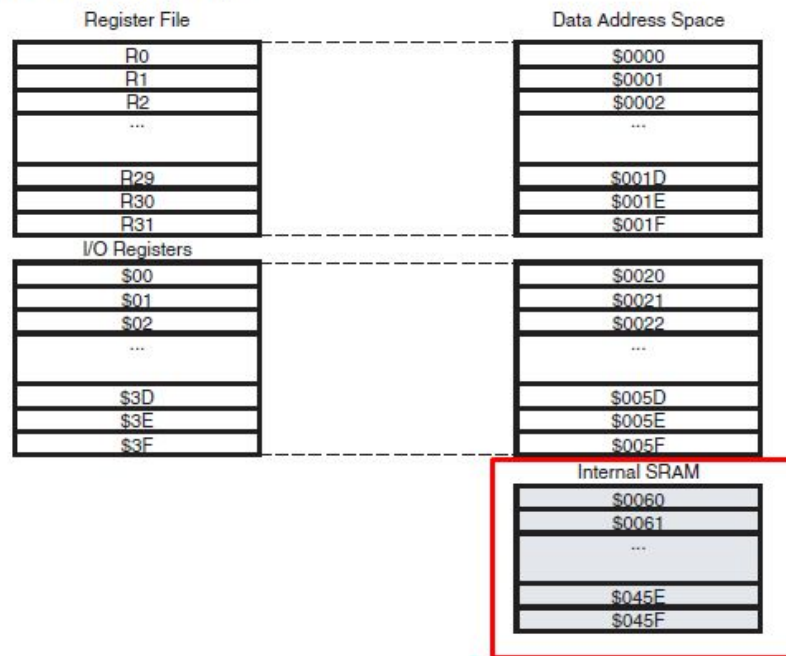 Register File Data Address Space
R0 $0000
R1 $0001
R2 $0002
... ...
R29 $001D
R30 $001E
R31 $001F
I/O Registers
$00 $0020
$01 $0021
$02 $0022
... ...
$3D $005D
$3E $005E
$3F $005F
Internal SRAM
$0060
$0061
...
$045E
$045F